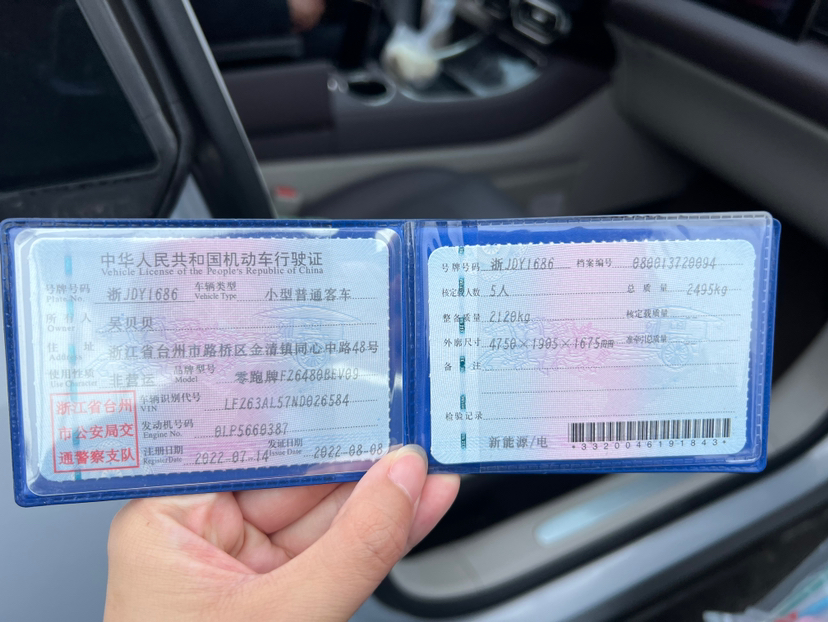 中华人民共和国机动车行驶证
Vehicle License of the People's Republic of China
号牌号码 浙JDY1686 车辆类型 小型普通客车
Plate No. Vehicle Type
所有人 吴贝贝
Owner
住址 浙江省台州市路桥区金清镇同心中路48号
Address
使用性质 非营运 品牌型号 零跑牌FZ6480BEV09
Use Character Model
浙江省台州
市公安局交
通警察支队
车辆识别代号 LFZ63AL57ND026584
VIN
发动机号码 0LP5660387
Engine No.
注册日期 2022-07-14 发证日期 2022-08-08
Register Date Issue Date
号牌号码 浙JDY1686 档案编号 080013720094
核定载人数 5人 总质量 2495kg
整备质量 2120kg 核定载质量
外廓尺寸 4750×1905×1675mm 准牵引总质量
备注
检验记录
新能源/电
*3320046191843*